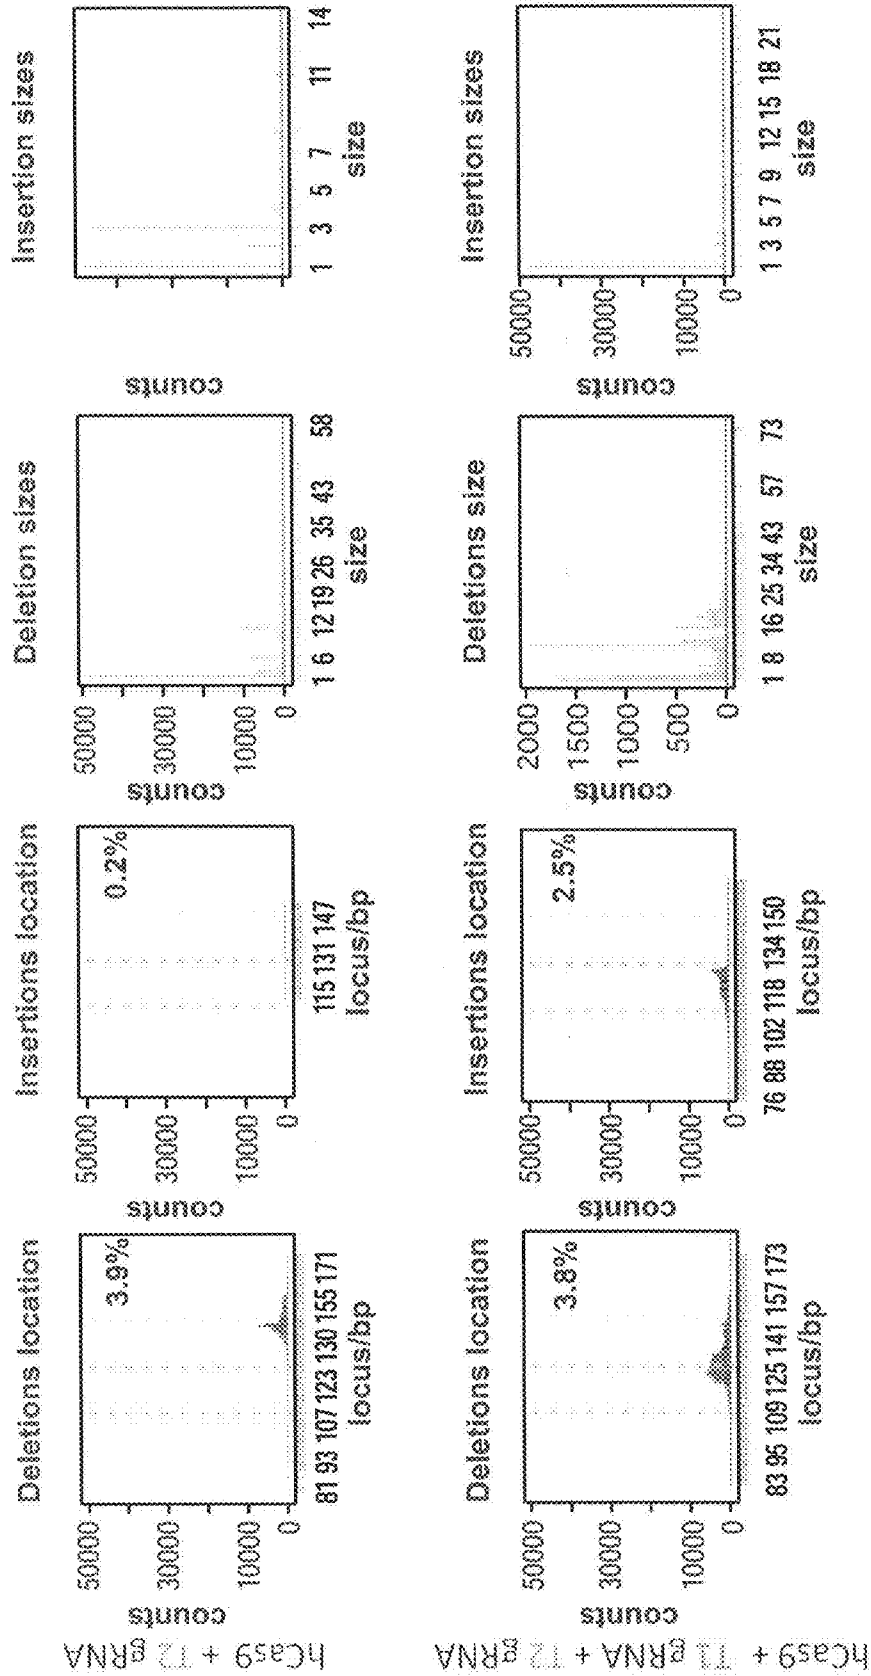 hCas9 + T2 gRNA
Deletions location
counts
50000
30000
10000
0
3.9%
81 93 107 123 130 155 171
locus/bp
Insertions location
counts
50000
30000
10000
0
0.2%
115 131 147
locus/bp
Deletion sizes
counts
50000
30000
10000
0
1 6 12 19 26 35 43 58
size
Insertion sizes
counts
1 3 5 7 11 14
size
hCas9 + T1 gRNA + T2 gRNA
Deletions location
counts
50000
30000
10000
0
3.8%
83 95 109 125 141 157 173
locus/bp
Insertions location
counts
50000
30000
10000
0
2.5%
76 88 102 118 134 150
locus/bp
Deletions size
counts
2000
1500
1000
500
0
1 8 16 25 34 43 57 73
size
Insertion sizes
counts
50000
30000
10000
0
1 3 5 7 9 12 15 18 21
size